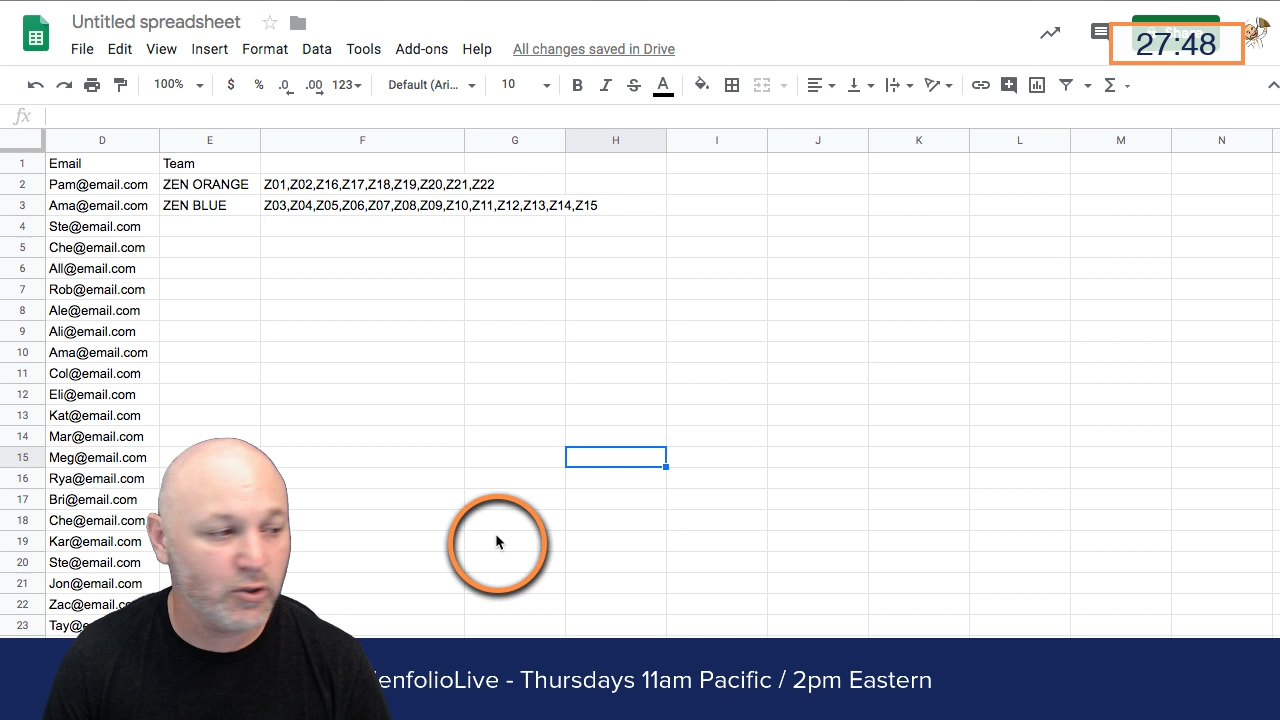 Untitled spreadsheet
27:48
File Edit View Insert Format Data Tools Add-ons Help All changes saved in Drive
100% $ % .0 .00 123 Default (Ari... 10 B I S A Σ
fx
D E F G H I J K L M N
1 Email Team
2 Pam@email.com ZEN ORANGE Z01,Z02,Z16,Z17,Z18,Z19,Z20,Z21,Z22
3 Ama@email.com ZEN BLUE Z03,Z04,Z05,Z06,Z07,Z08,Z09,Z10,Z11,Z12,Z13,Z14,Z15
4 Ste@email.com
5 Che@email.com
6 All@email.com
7 Rob@email.com
8 Ale@email.com
9 Ali@email.com
10 Ama@email.com
11 Col@email.com
12 Eli@email.com
13 Kat@email.com
14 Mar@email.com
15 Meg@email.com
16 Rya@email.com
17 Bri@email.com
18 Che@email.com
19 Kar@email.com
20 Ste@email.com
21 Jon@email.com
22 Zac@email.co
23 Tay@e
enfolioLive - Thursdays 11am Pacific / 2pm Eastern